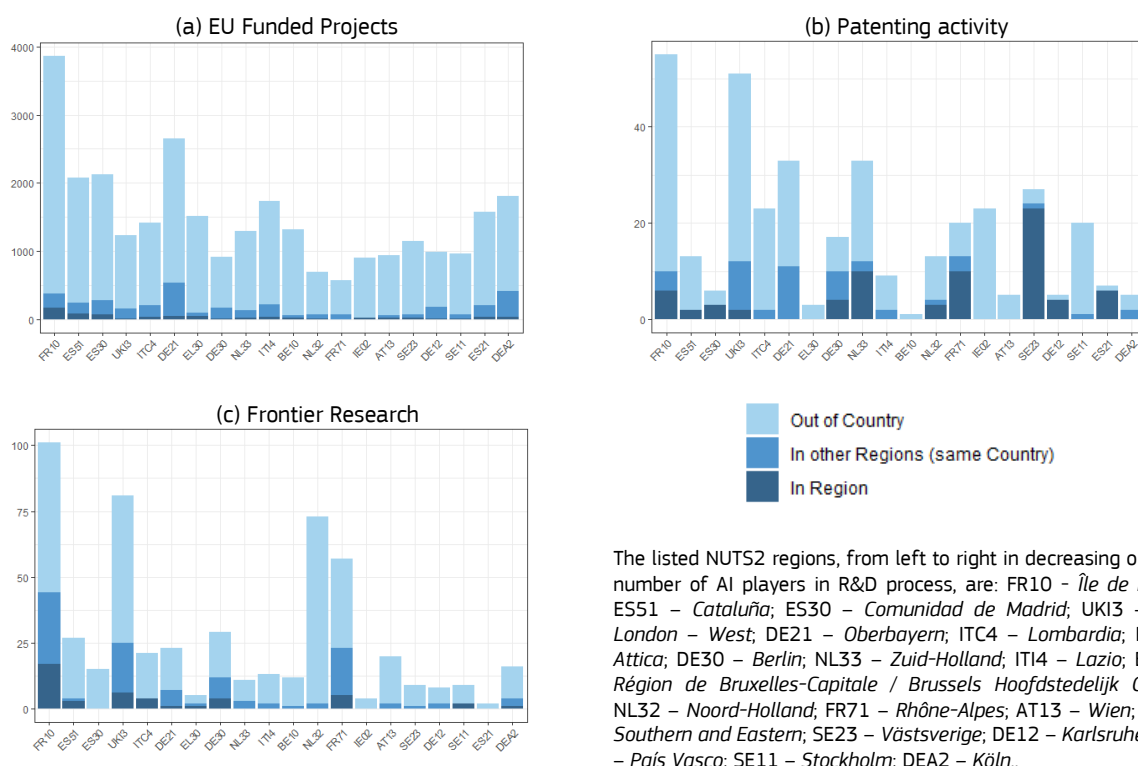 (a) EU Funded Projects
4000
3000
2000
1000
0
FR10 ES51 ES30 UKI3 ITC4 DE21 EL30 DE30 NL33 ITI4 BE10 NL32 FR71 IE02 AT13 SE23 DE12 SE11 ES21 DEA2
(b) Patenting activity
40
20
0
FR10 ES51 ES30 UKI3 ITC4 DE21 EL30 DE30 NL33 ITI4 BE10 NL32 FR71 IE02 AT13 SE23 DE12 SE11 ES21 DEA2
(c) Frontier Research
100
75
50
25
0
FR10 ES51 ES30 UKI3 ITC4 DE21 EL30 DE30 NL33 ITI4 BE10 NL32 FR71 IE02 AT13 SE23 DE12 SE11 ES21 DEA2
Out of Country
In other Regions (same Country)
In Region
The listed NUTS2 regions, from left to right in decreasing
number of AI players in R&D process, are: FR10 - Île de
ES51 – Cataluña; ES30 – Comunidad de Madrid; UKI3 –
London – West; DE21 – Oberbayern; ITC4 – Lombardia;
Attica; DE30 – Berlin; NL33 – Zuid-Holland; ITI4 – Lazio;
Région de Bruxelles-Capitale / Brussels Hoofdstedelijk
NL32 – Noord-Holland; FR71 – Rhône-Alpes; AT13 – Wien;
Southern and Eastern; SE23 – Västsverige; DE12 – Karlsruhe
– País Vasco; SE11 – Stockholm; DEA2 – Köln..